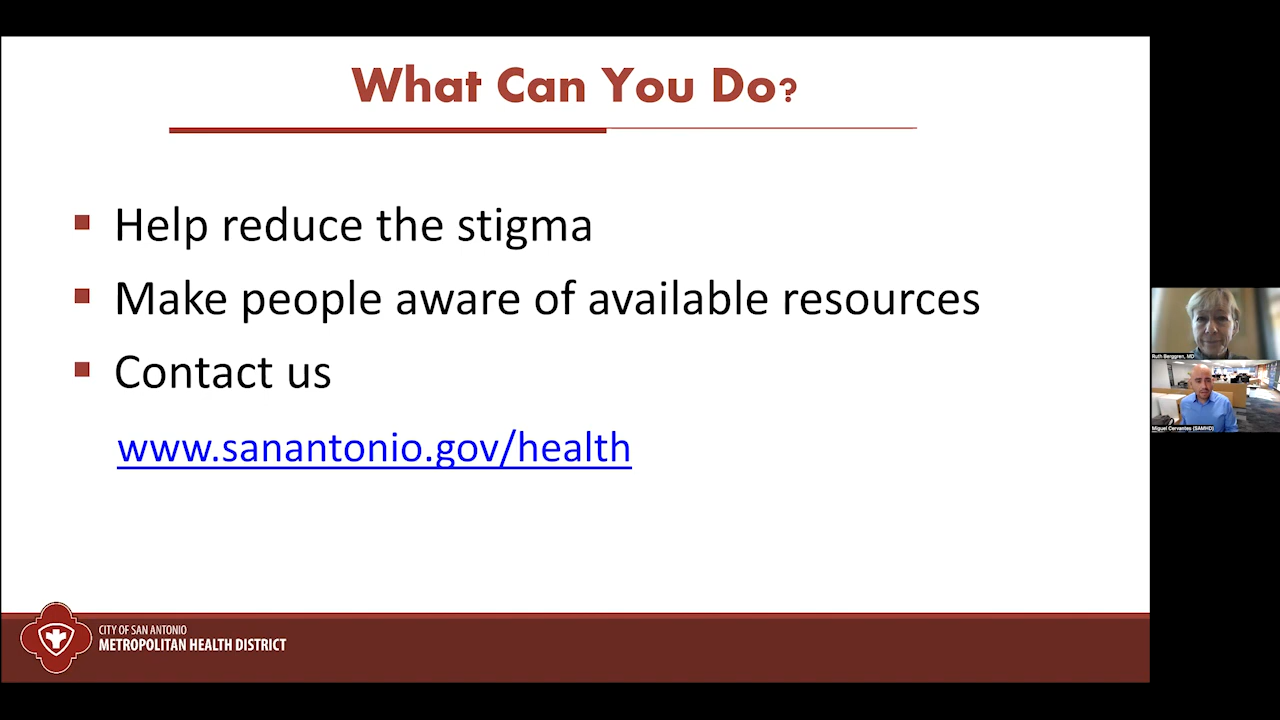 What Can You Do?
Help reduce the stigma
Make people aware of available resources
Contact us
www.sanantonio.gov/health
Ruth Berggren, MD
Miguel Cervantes (SAMHD)
CITY OF SAN ANTONIO
METROPOLITAN HEALTH DISTRICT